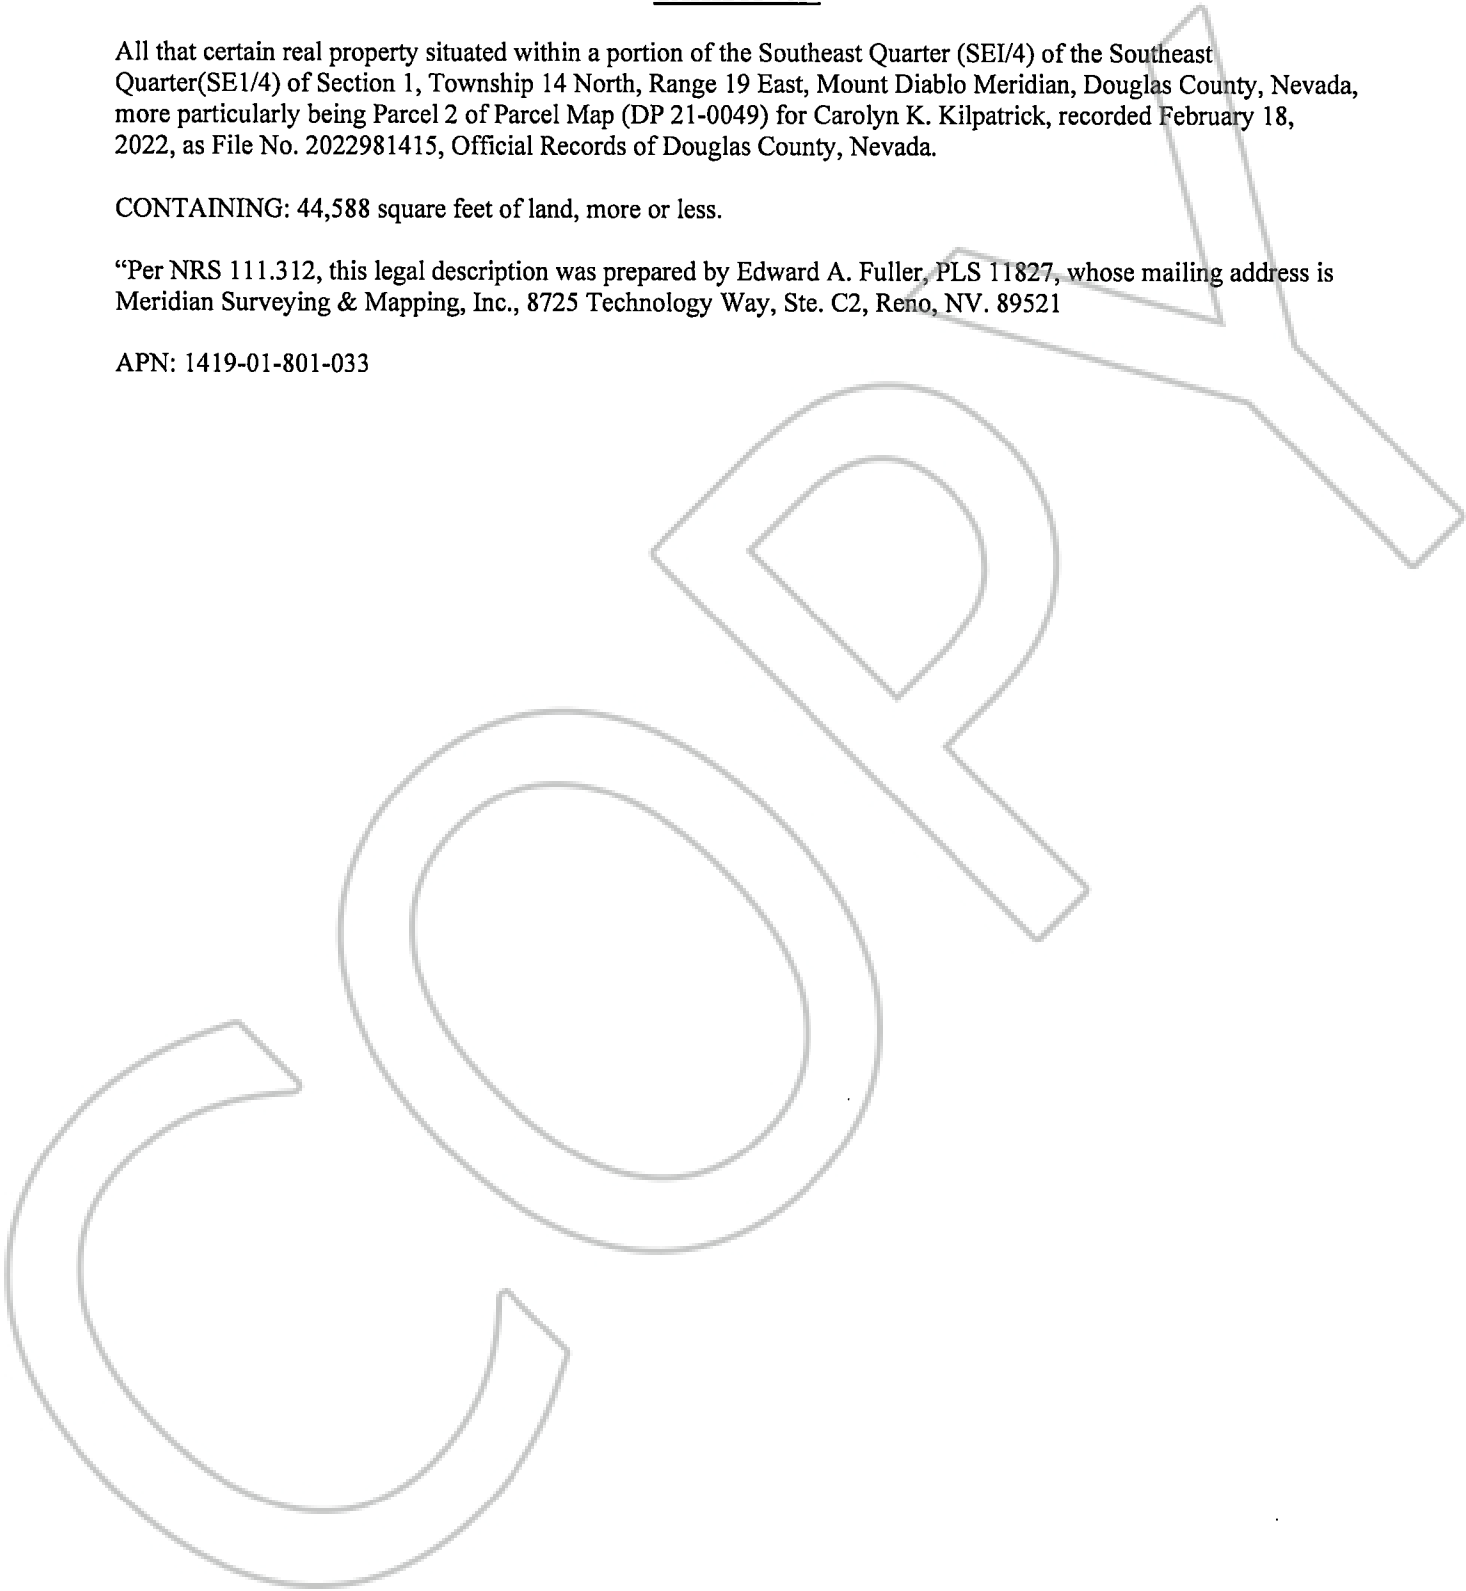 All that certain real property situated within a portion of the Southeast Quarter (SEI/4) of the Southeast
Quarter(SE1/4) of Section 1, Township 14 North, Range 19 East, Mount Diablo Meridian, Douglas County, Nevada,
more particularly being Parcel 2 of Parcel Map (DP 21-0049) for Carolyn K. Kilpatrick, recorded February 18,
2022, as File No. 2022981415, Official Records of Douglas County, Nevada.
CONTAINING: 44,588 square feet of land, more or less.
“Per NRS 111.312, this legal description was prepared by Edward A. Fuller, PLS 11827, whose mailing address is
Meridian Surveying & Mapping, Inc., 8725 Technology Way, Ste. C2, Reno, NV. 89521
APN: 1419-01-801-033
COPY